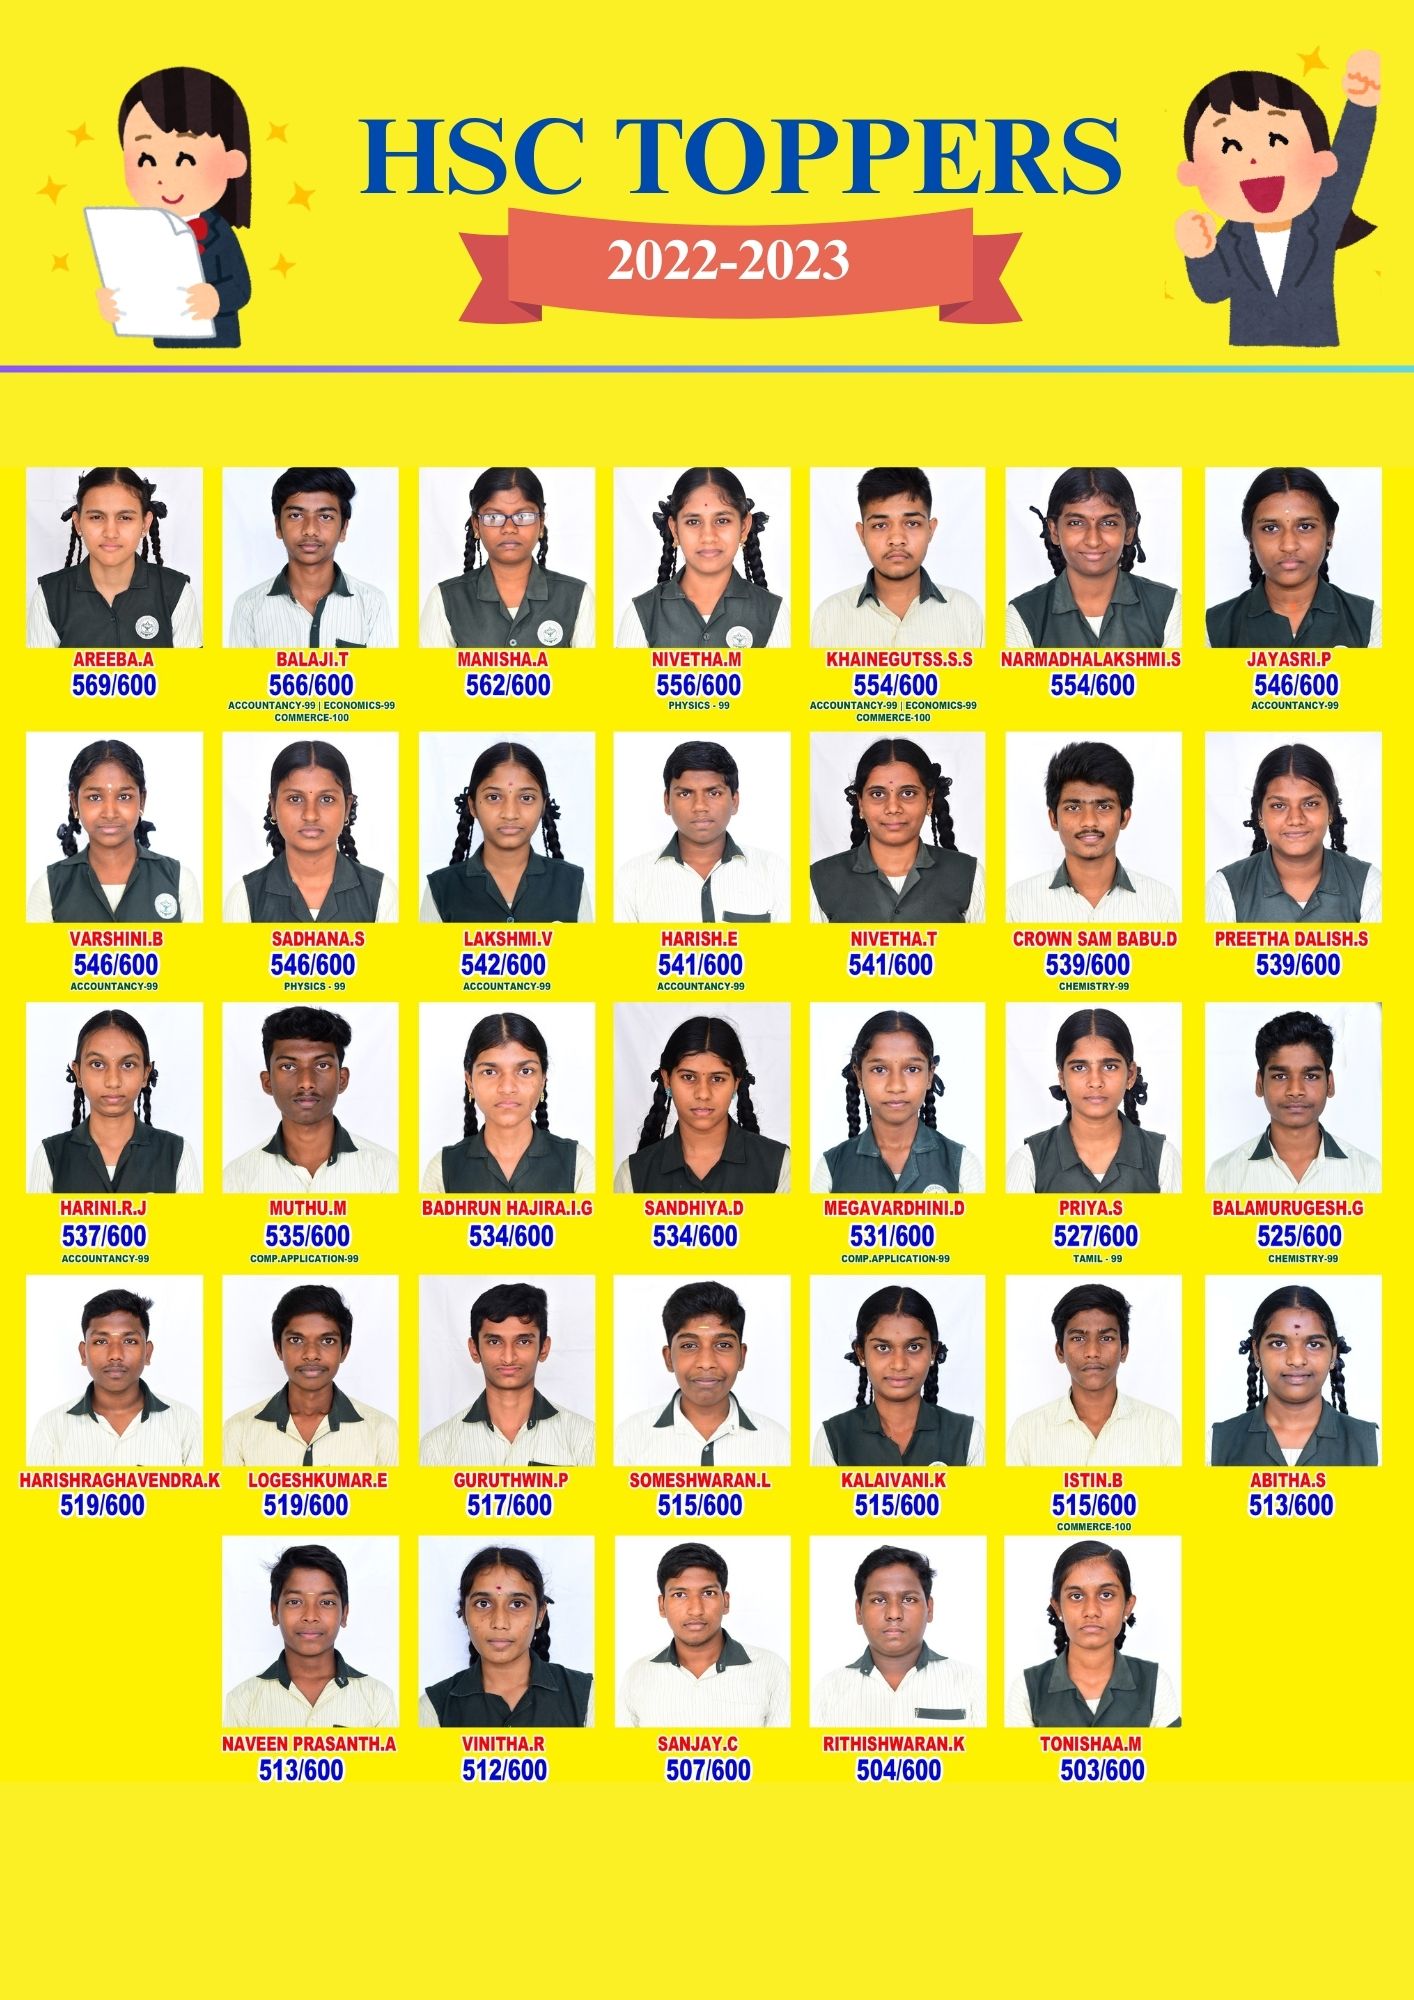 HSC TOPPERS
2022-2023
AREEBA.A
569/600
BALAJI.T
566/600
ACCOUNTANCY-99 | ECONOMICS-99
COMMERCE-100
MANISHA.A
562/600
NIVETHA.M
556/600
PHYSICS - 99
KHAINEGUTSS.S.S
554/600
ACCOUNTANCY-99 | ECONOMICS-99
COMMERCE-100
NARMADHALAKSHMI.S
554/600
JAYASRI.P
546/600
ACCOUNTANCY-99
VARSHINI.B
546/600
ACCOUNTANCY-99
SADHANA.S
546/600
PHYSICS - 99
LAKSHMI.V
542/600
ACCOUNTANCY-99
HARISH.E
541/600
ACCOUNTANCY-99
NIVETHA.T
541/600
CROWN SAM BABU.D
539/600
CHEMISTRY-99
PREETHA DALISH.S
539/600
HARINI.R.J
537/600
ACCOUNTANCY-99
MUTHU.M
535/600
COMP.APPLICATION-99
BADHRUN HAJIRA.I.G
534/600
SANDHIYA.D
534/600
MEGAVARDHINI.D
531/600
COMP.APPLICATION-99
PRIYA.S
527/600
TAMIL - 99
BALAMURUGESH.G
525/600
CHEMISTRY-99
HARISHRAGHAVENDRA.K
519/600
LOGESHKUMAR.E
519/600
GURUTHWIN.P
517/600
SOMESHWARAN.L
515/600
KALAIVANI.K
515/600
ISTIN.B
515/600
COMMERCE-100
ABITHA.S
513/600
NAVEEN PRASANTH.A
513/600
VINITHA.R
512/600
SANJAY.C
507/600
RITHISHWARAN.K
504/600
TONISHAA.M
503/600